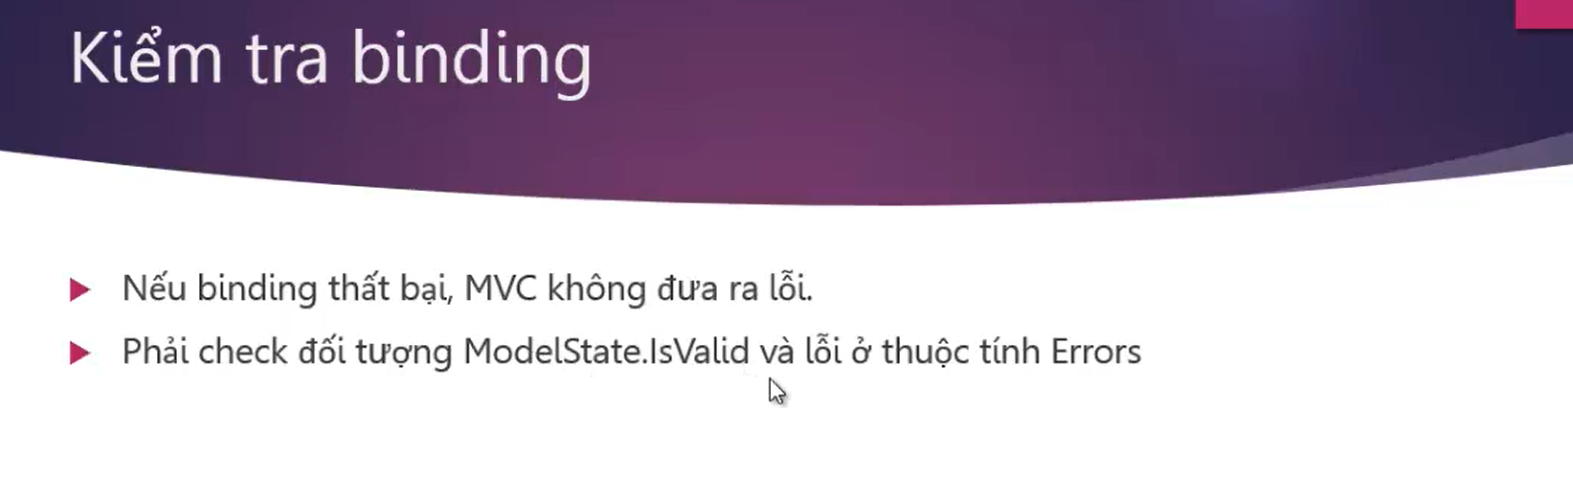 Kiểm tra binding
Nếu binding thất bại, MVC không đưa ra lỗi.
Phải check đối tượng ModelState.IsValid và lỗi ở thuộc tính Errors